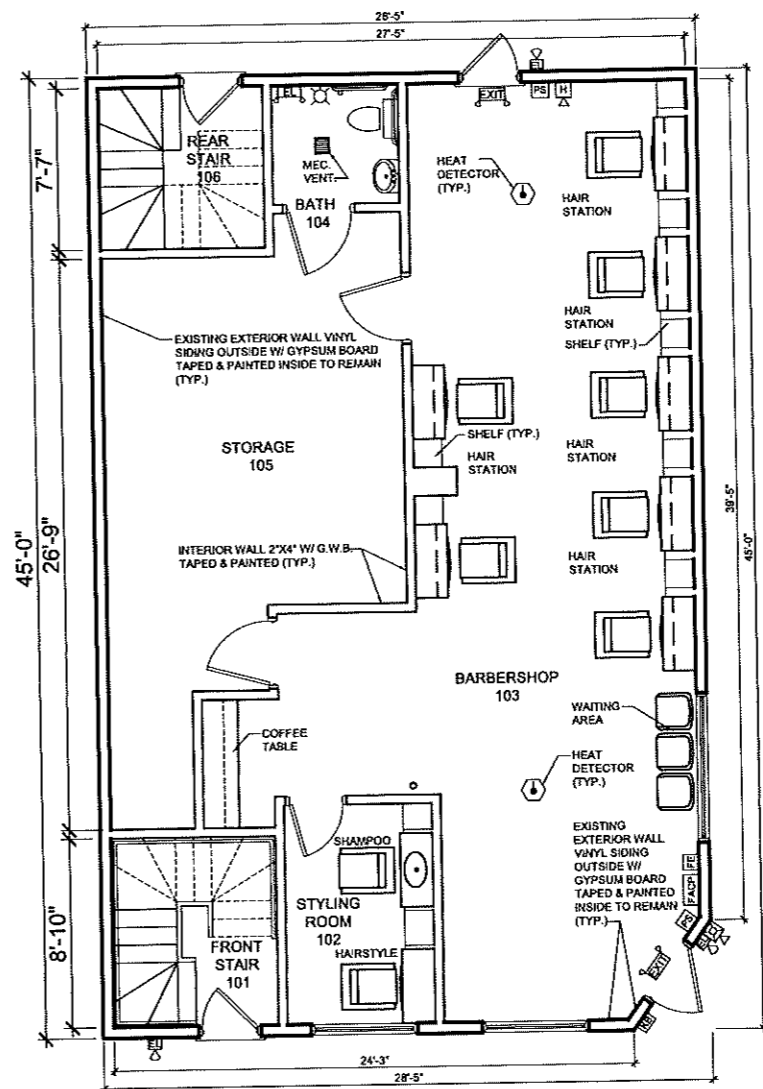 28'-5"
27'-5"
REAR
STAIR
106
7'-7"
EL
MEC.
VENT.
BATH
104
EXIT
EL
PS
H
HEAT
DETECTOR
(TYP.)
HAIR
STATION
HAIR
STATION
SHELF (TYP.)
EXISTING EXTERIOR WALL VINYL
SIDING OUTSIDE W/ GYPSUM BOARD
TAPED & PAINTED INSIDE TO REMAIN
(TYP.)
STORAGE
105
SHELF (TYP.)
HAIR
STATION
HAIR
STATION
45'-0"
26'-9"
39'-5"
45'-0"
INTERIOR WALL 2"X4" W/ G.W.B.
TAPED & PAINTED (TYP.)
HAIR
STATION
BARBERSHOP
103
WAITING
AREA
COFFEE
TABLE
HEAT
DETECTOR
(TYP.)
EXISTING
EXTERIOR WALL
VINYL SIDING
OUTSIDE W/
GYPSUM BOARD
TAPED & PAINTED
INSIDE TO REMAIN
(TYP.)
FE
FACP
PS
EL
EXIT
KB
SHAMPOO
STYLING
ROOM
102
HAIRSTYLE
8'-10"
FRONT
STAIR
101
24'-3"
28'-5"